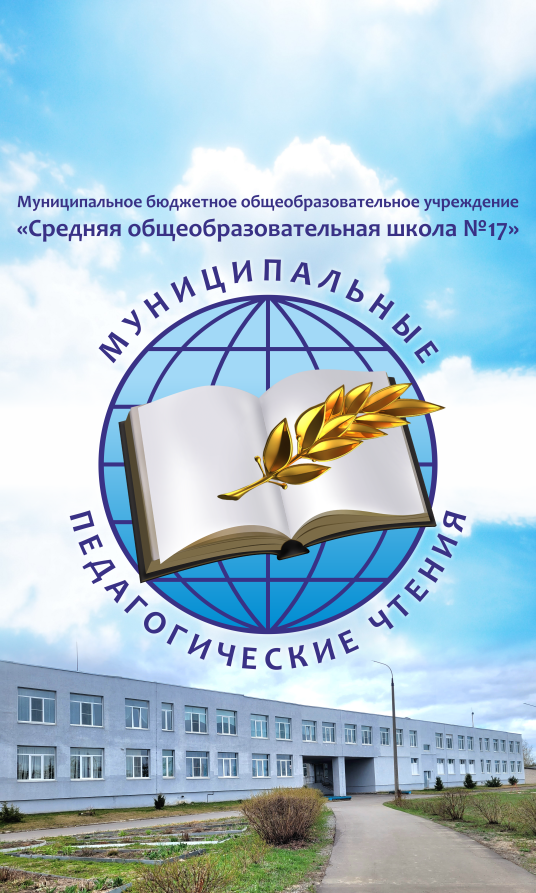 Муниципальное бюджетное общеобразовательное учреждение
«Средняя общеобразовательная школа №17»
МУНИЦИПАЛЬНЫЕ
ПЕДАГОГИЧЕСКИЕ ЧТЕНИЯ